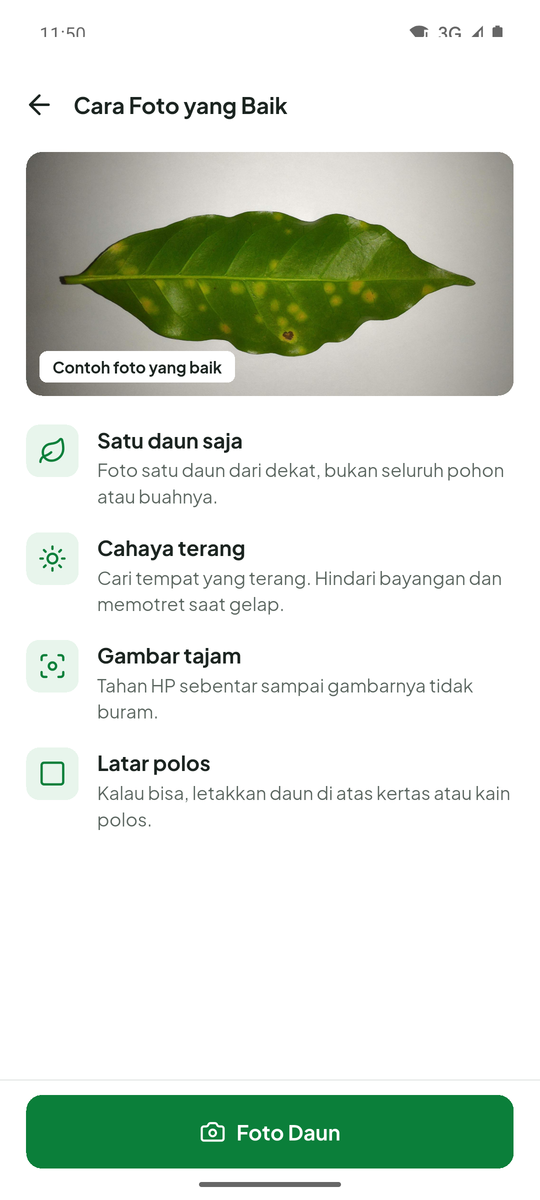 11:50
3G
Cara Foto yang Baik
Contoh foto yang baik
Satu daun saja
Foto satu daun dari dekat, bukan seluruh pohon
atau buahnya.
Cahaya terang
Cari tempat yang terang. Hindari bayangan dan
memotret saat gelap.
Gambar tajam
Tahan HP sebentar sampai gambarnya tidak
buram.
Latar polos
Kalau bisa, letakkan daun di atas kertas atau kain
polos.
Foto Daun